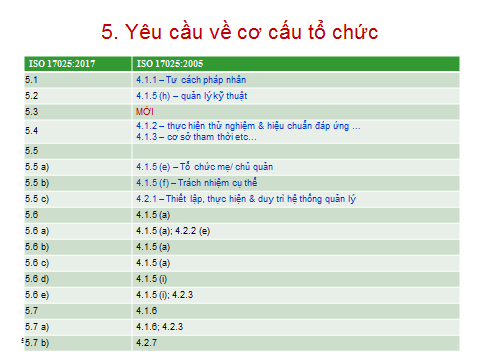 5. Yêu cầu về cơ cấu tổ chức
ISO 17025:2017 ISO 17025:2005
5.1 4.1.1 – Tư cách pháp nhân
5.2 4.1.5 (h) – quản lý kỹ thuật
5.3 MỚI
5.4 4.1.2 – thực hiện thử nghiệm & hiệu chuẩn đáp ứng ...
4.1.3 – cơ sở tham thời etc...
5.5
5.5 a) 4.1.5 (e) – Tổ chức mẹ/ chủ quản
5.5 b) 4.1.5 (f) – Trách nhiệm cụ thể
5.5 c) 4.2.1 – Thiết lập, thực hiện & duy trì hệ thống quản lý
5.6 4.1.5 (a)
5.6 a) 4.1.5 (a); 4.2.2 (e)
5.6 b) 4.1.5 (a)
5.6 c) 4.1.5 (a)
5.6 d) 4.1.5 (i)
5.6 e) 4.1.5 (i); 4.2.3
5.7 4.1.6
5.7 a) 4.1.6; 4.2.3
5.7 b) 4.2.7